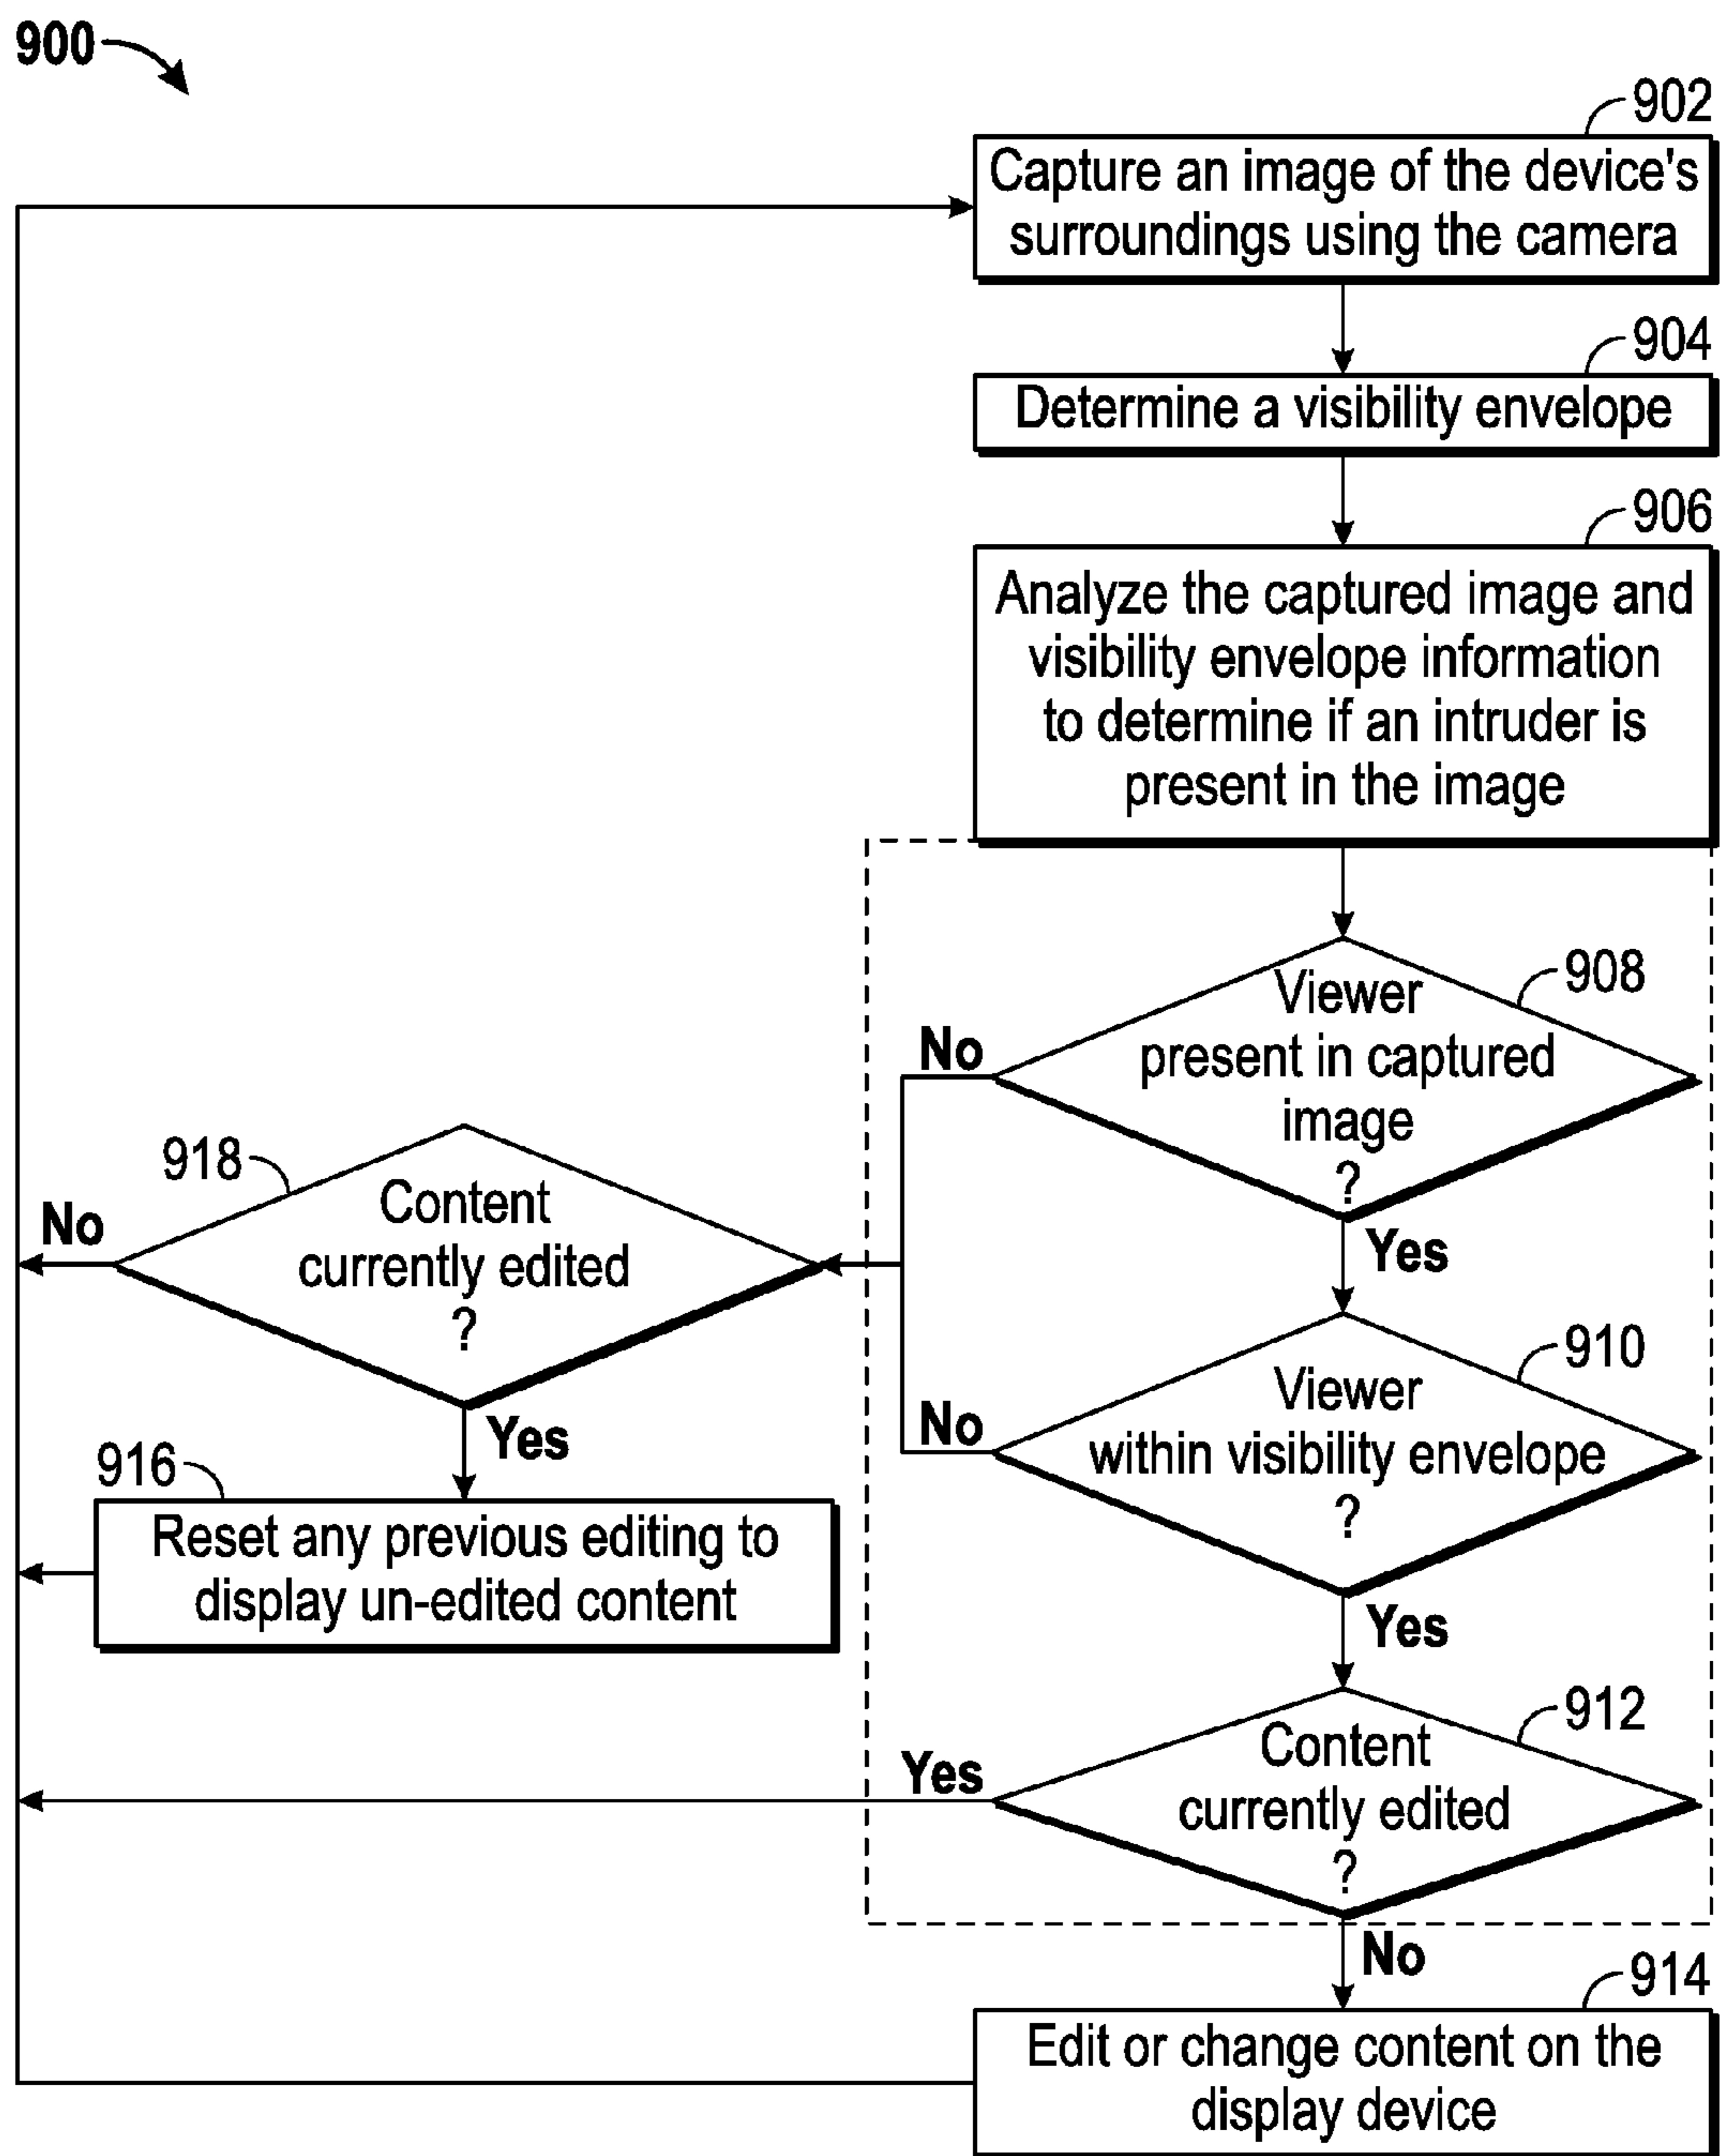 900
902
Capture an image of the device's
surroundings using the camera
904
Determine a visibility envelope
906
Analyze the captured image and
visibility envelope information
to determine if an intruder is
present in the image
908
Viewer
present in captured
image
?
No
Yes
918
Content
currently edited
?
No
Yes
910
Viewer
within visibility envelope
?
No
Yes
916
Reset any previous editing to
display un-edited content
912
Content
currently edited
?
Yes
No
914
Edit or change content on the
display device